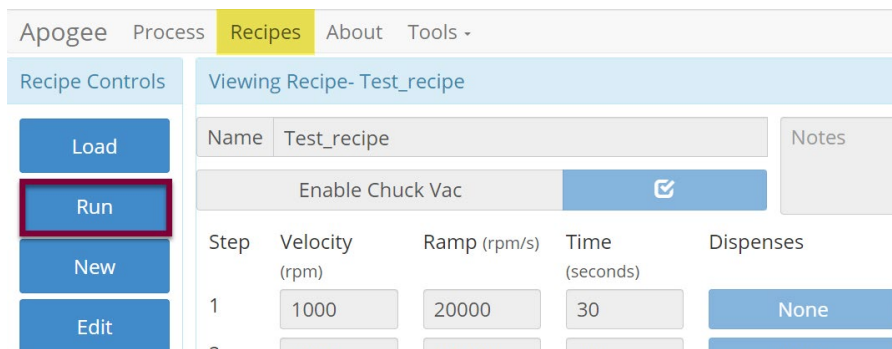 Apogee Process Recipes About Tools
Recipe Controls
Viewing Recipe- Test_recipe
Load
Run
New
Edit
Name Test_recipe
Notes
Enable Chuck Vac
Step Velocity (rpm) Ramp (rpm/s) Time (seconds) Dispenses
1 1000 20000 30 None